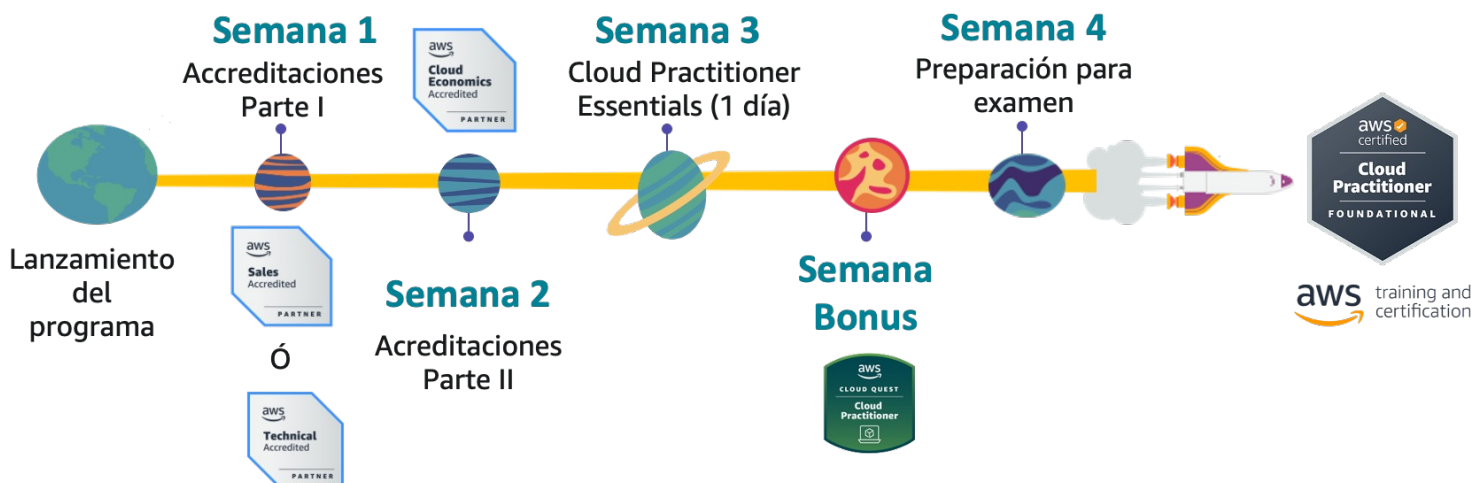 Lanzamiento
del
programa
Semana 1
Accreditaciones
Parte I
aws
Sales
Accredited
PARTNER
Ó
aws
Technical
Accredited
PARTNER
aws
Cloud
Economics
Accredited
PARTNER
Semana 2
Acreditaciones
Parte II
Semana 3
Cloud Practitioner
Essentials (1 día)
Semana
Bonus
aws
CLOUD QUEST
Cloud
Practitioner
Semana 4
Preparación para
examen
aws
certified
Cloud
Practitioner
FOUNDATIONAL
aws training and
certification